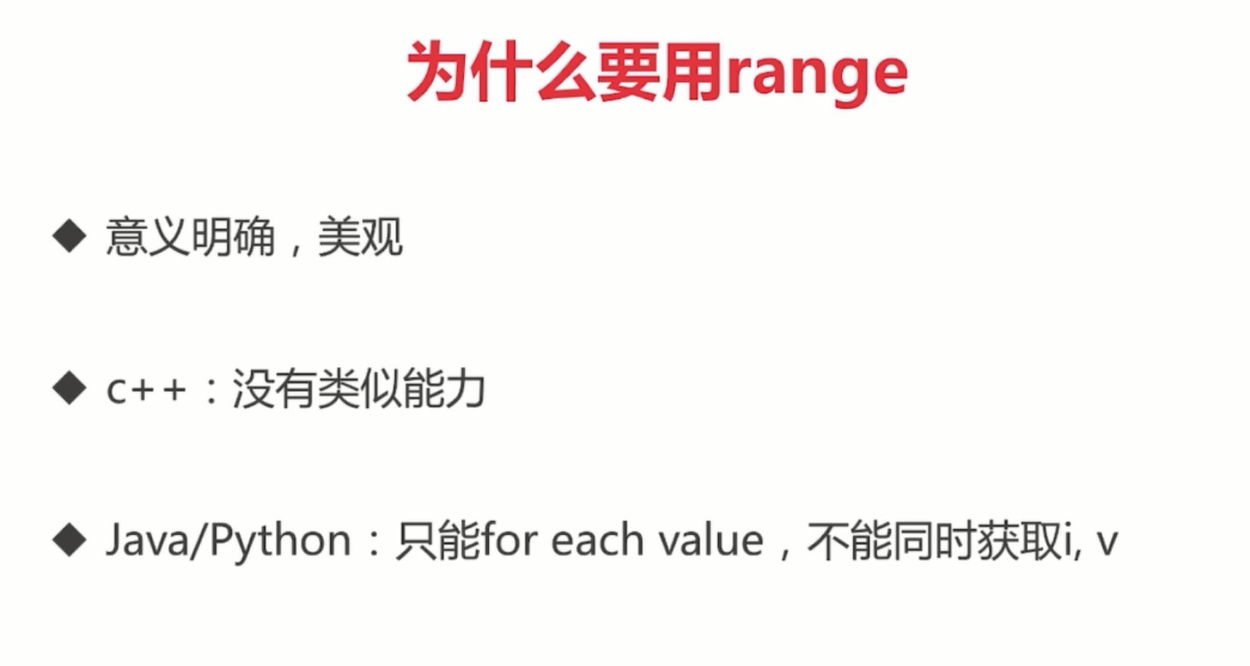 为什么要用range
◆ 意义明确，美观
◆ c++：没有类似能力
◆ Java/Python：只能for each value，不能同时获取i, v